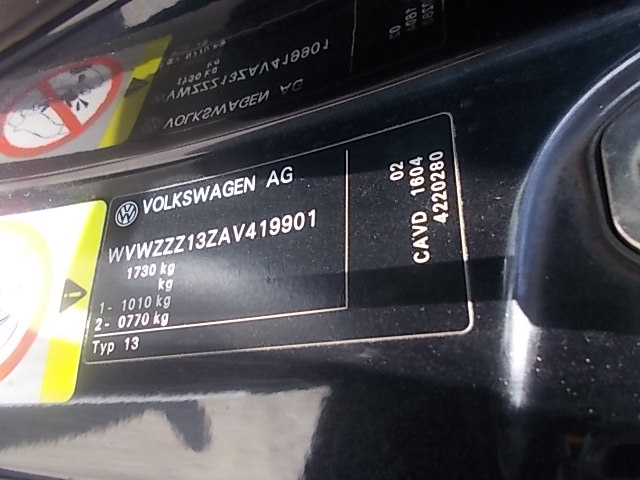 VOLKSWAGEN AG
WVWZZZ13ZAV419901
1730 kg
kg
1- 1010 kg
2- 0770 kg
Typ 13
02
CAVD 1604
4220280